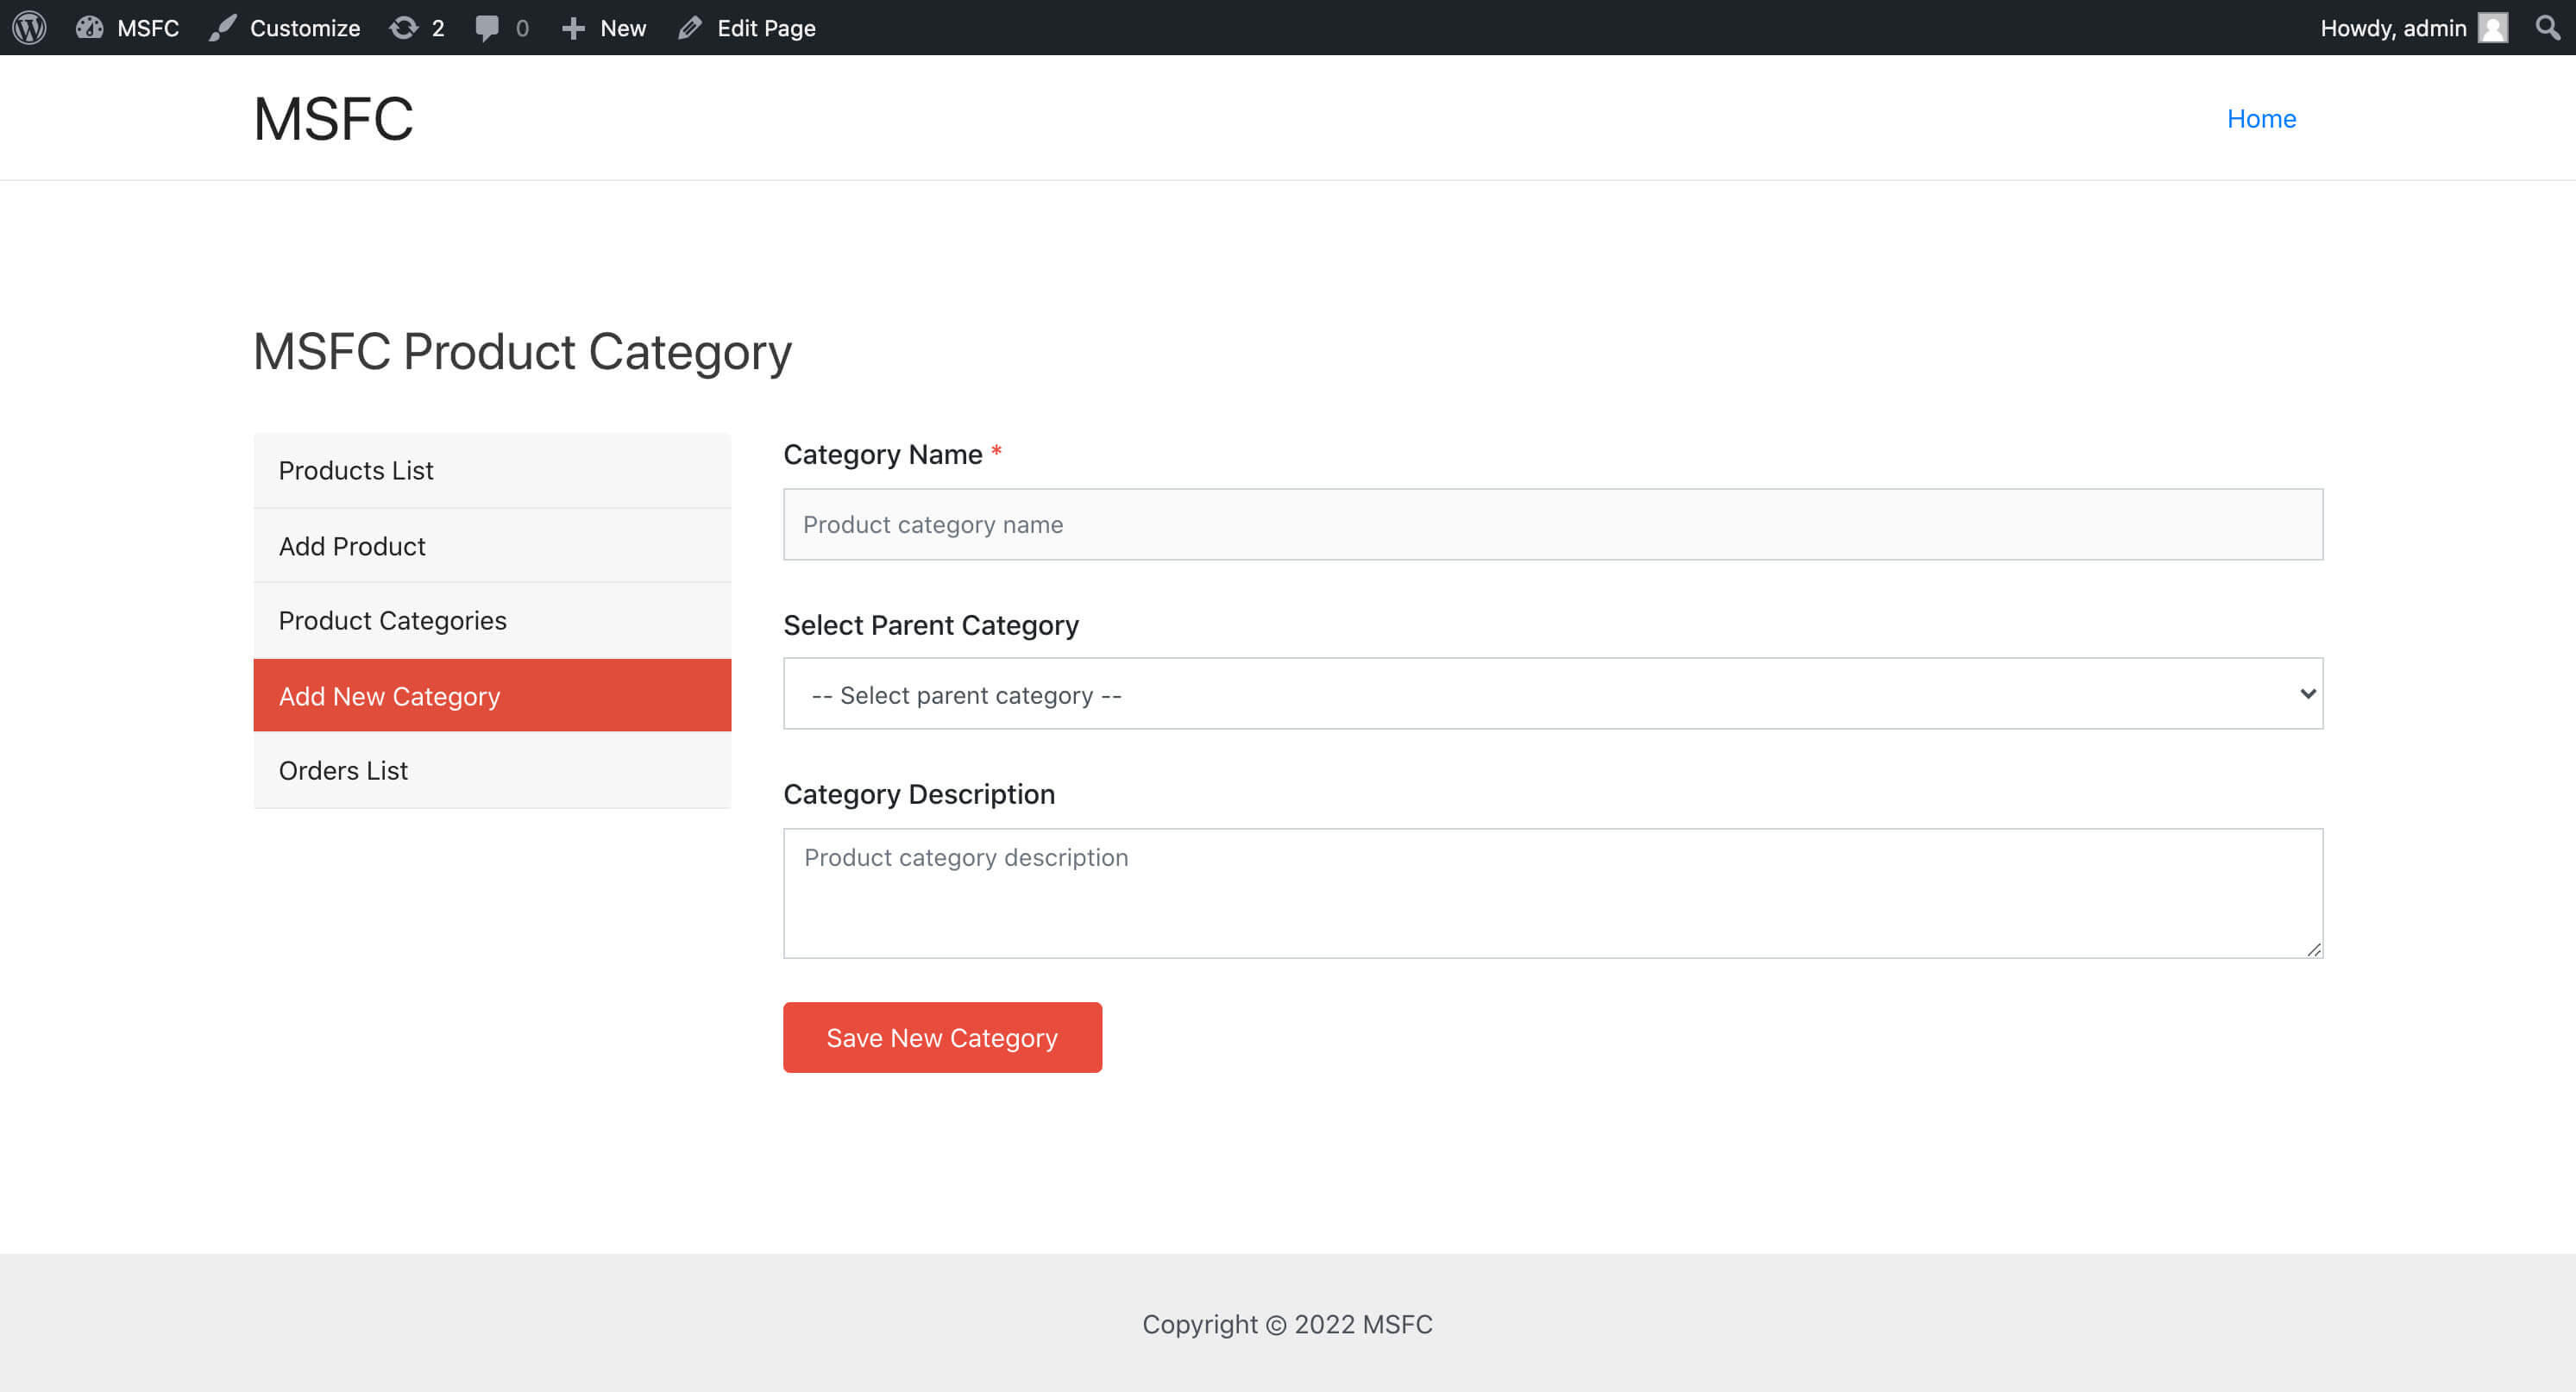 MSFC Customize 2 0 New Edit Page Howdy, admin
MSFC
Home
MSFC Product Category
Products List
Add Product
Product Categories
Add New Category
Orders List
Category Name *
Product category name
Select Parent Category
-- Select parent category --
Category Description
Product category description
Save New Category
Copyright © 2022 MSFC